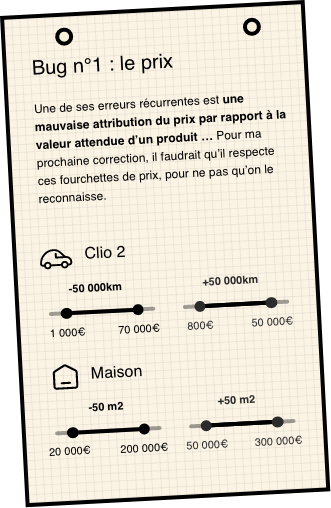 Bug n°1 : le prix
Une de ses erreurs récurrentes est une
mauvaise attribution du prix par rapport à la
valeur attendue d'un produit ... Pour ma
prochaine correction, il faudrait qu'il respecte
ces fourchettes de prix, pour ne pas qu'on le
reconnaisse.
Clio 2
-50 000km +50 000km
1 000€ 70 000€ 800€ 50 000€
Maison
-50 m2 +50 m2
20 000€ 200 000€ 50 000€ 300 000€